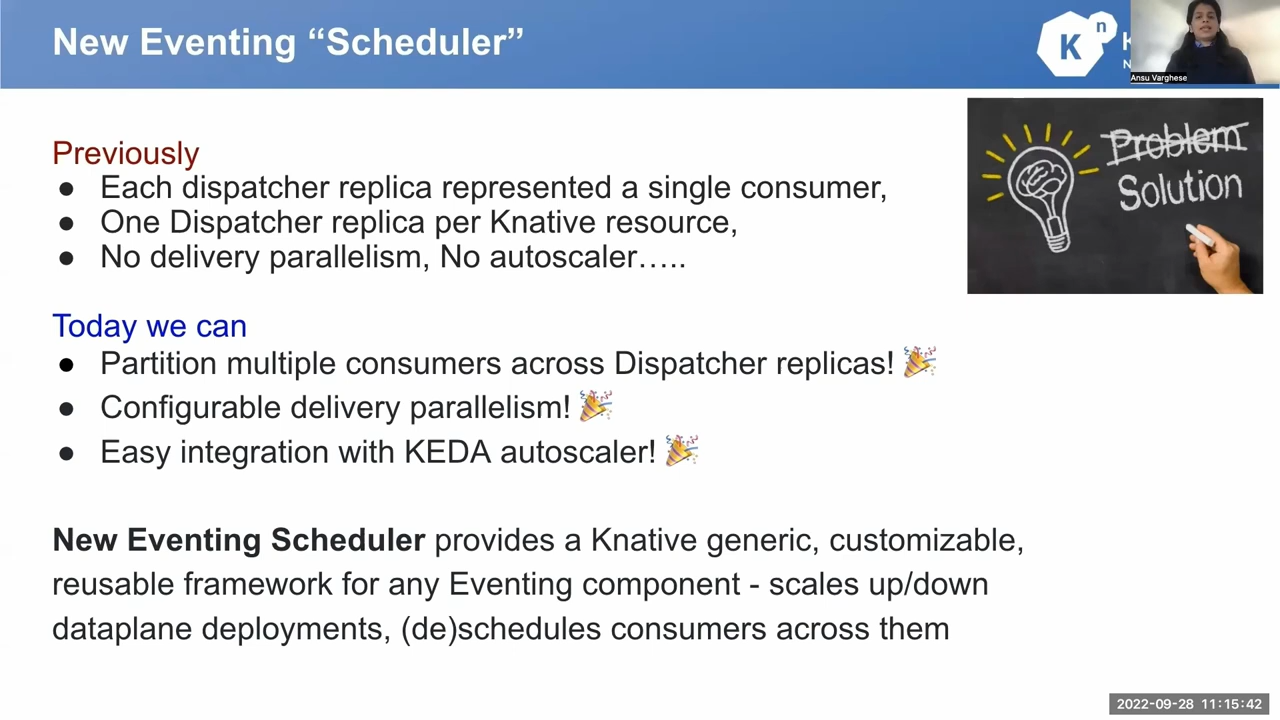 New Eventing “Scheduler”
K
n
K
N
Ansu Varghese
Problem
Solution
Previously
● Each dispatcher replica represented a single consumer,
● One Dispatcher replica per Knative resource,
● No delivery parallelism, No autoscaler…..
Today we can
● Partition multiple consumers across Dispatcher replicas! 🎉
● Configurable delivery parallelism! 🎉
● Easy integration with KEDA autoscaler! 🎉
New Eventing Scheduler provides a Knative generic, customizable,
reusable framework for any Eventing component - scales up/down
dataplane deployments, (de)schedules consumers across them
2022-09-28 11:15:42